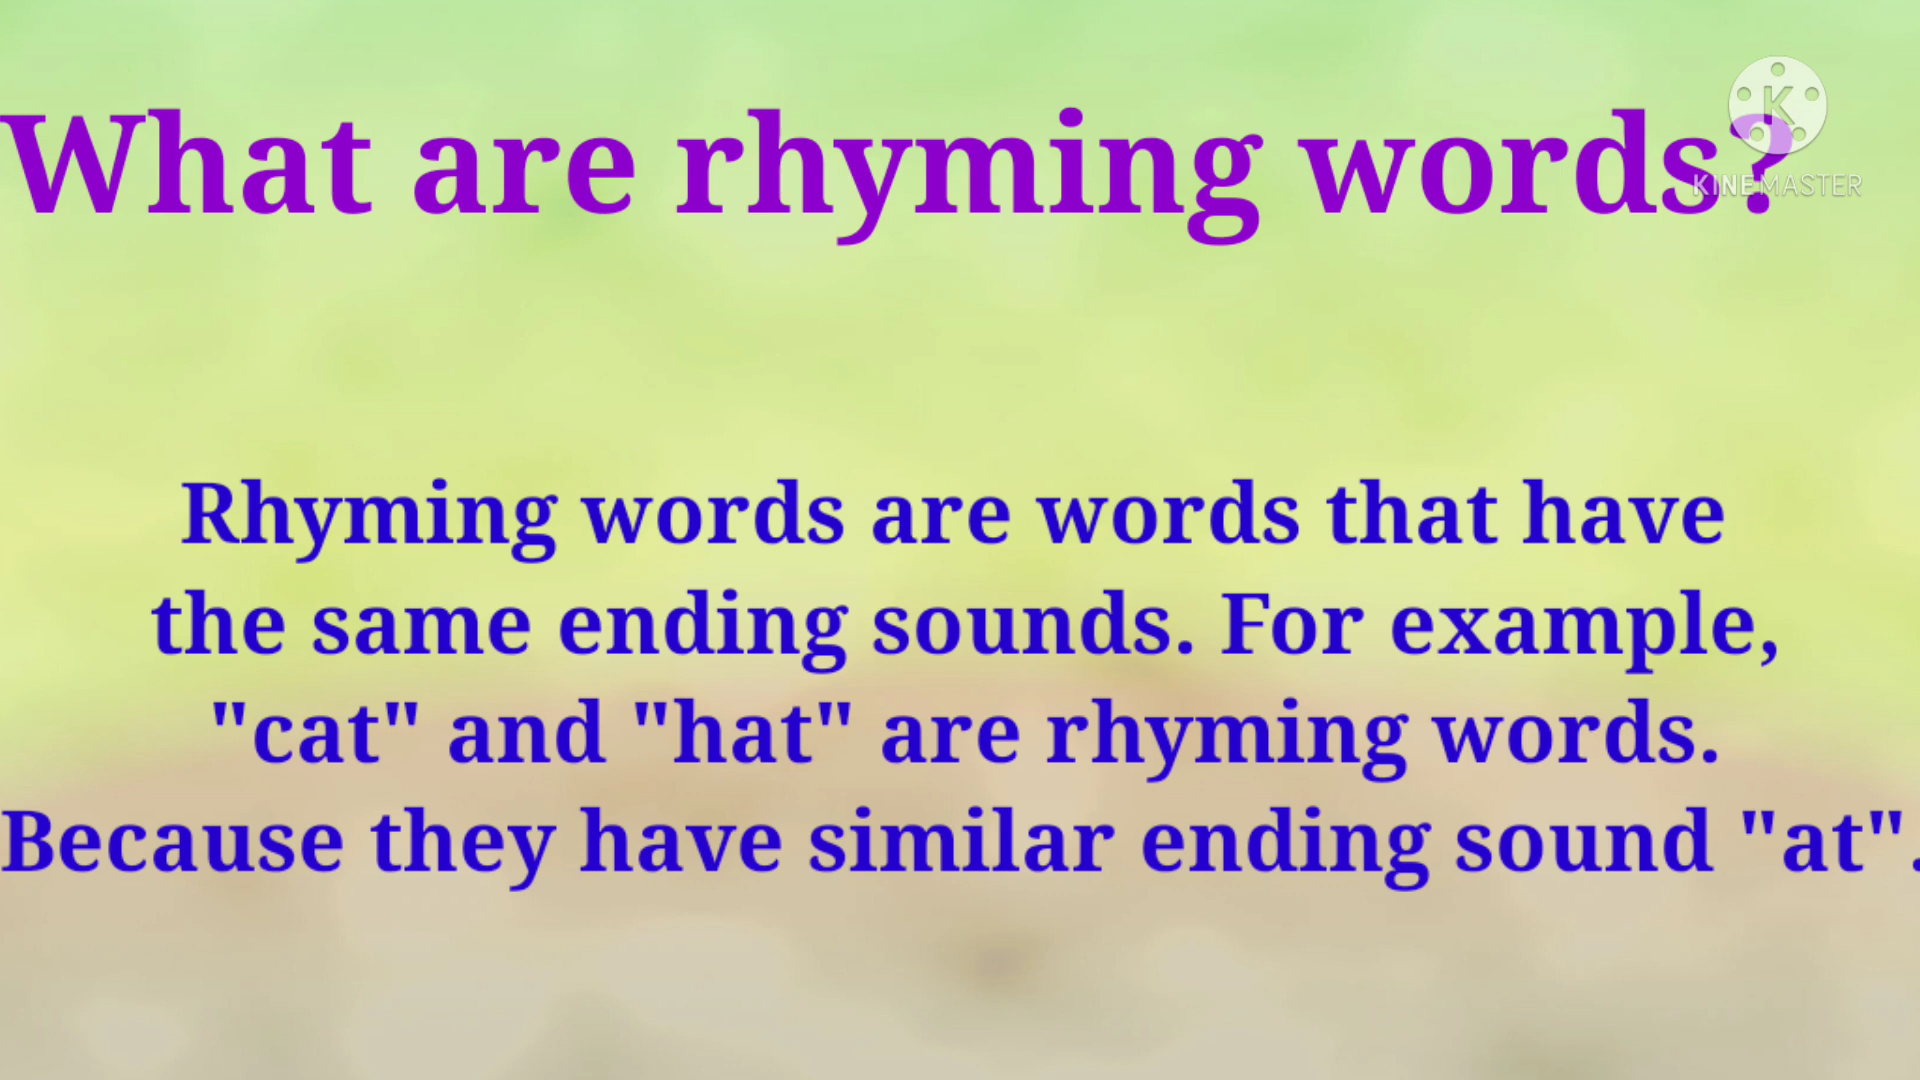 What are rhyming words?
KINEMASTER
Rhyming words are words that have
the same ending sounds. For example,
"cat" and "hat" are rhyming words.
Because they have similar ending sound "at".